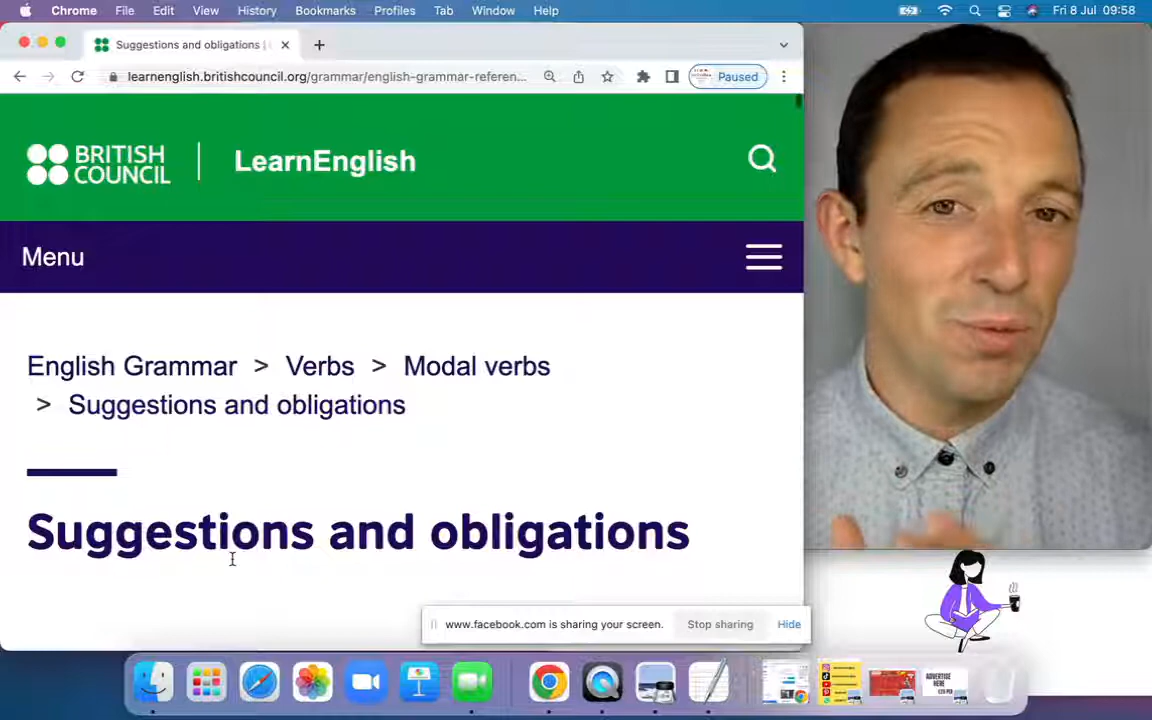 Chrome File Edit View History Bookmarks Profiles Tab Window Help Fri 8 Jul 09:58
Suggestions and obligations |
learnenglish.britishcouncil.org/grammar/english-grammar-referen... Paused
BRITISH COUNCIL
LearnEnglish
Menu
English Grammar > Verbs > Modal verbs
> Suggestions and obligations
Suggestions and obligations
www.facebook.com is sharing your screen. Stop sharing Hide
ADVERTISE
HERE